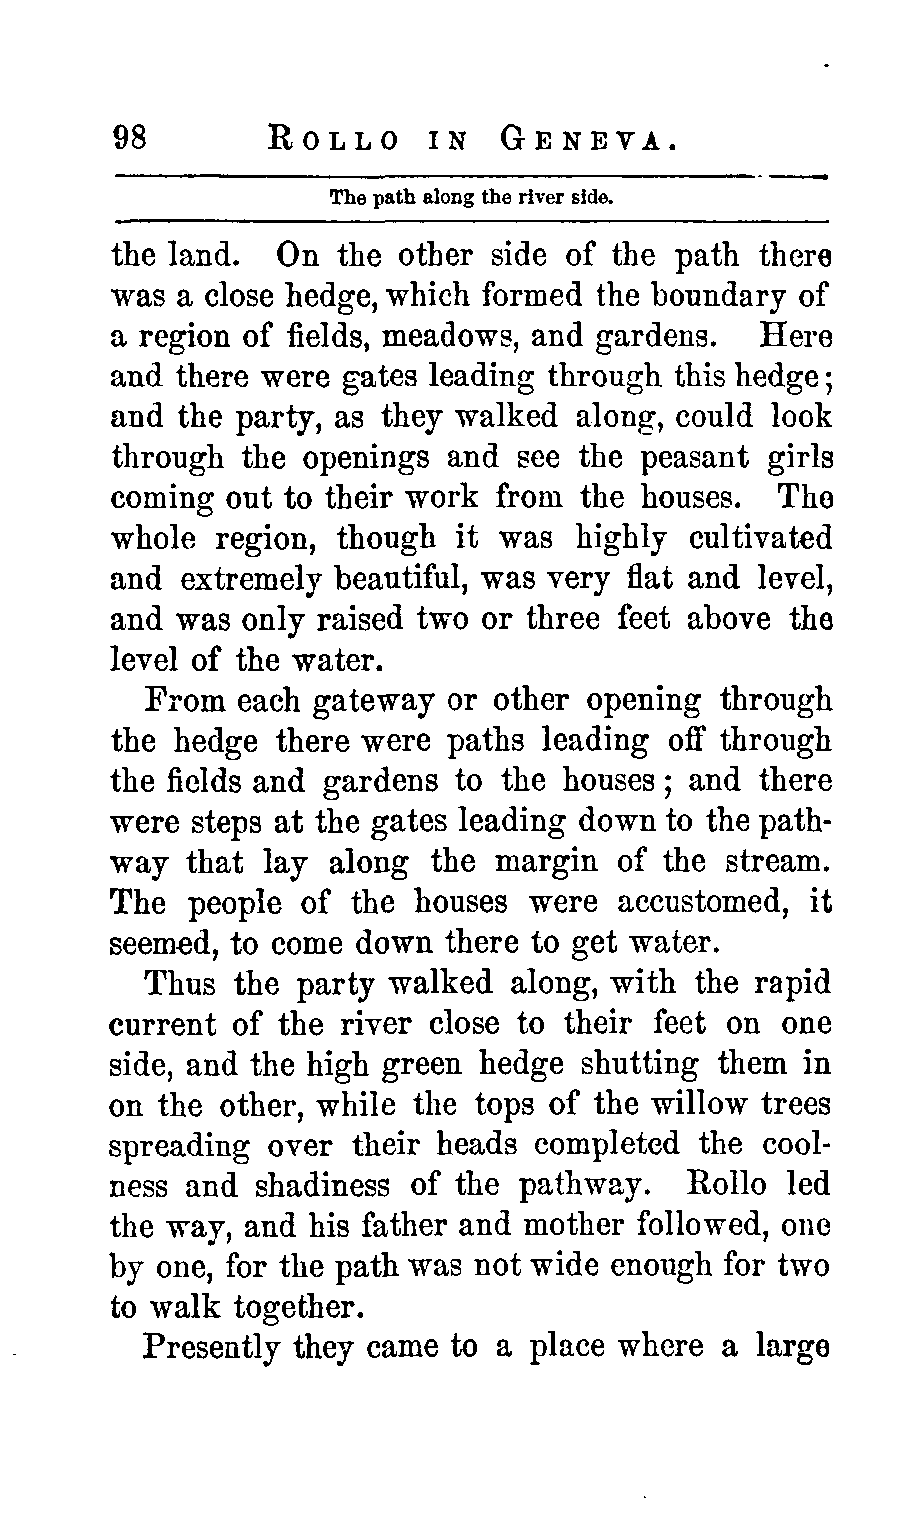 98 ROLLO IN GENEVA.
The path along the river side.
the land. On the other side of the path there
was a close hedge, which formed the boundary of
a region of fields, meadows, and gardens. Here
and there were gates leading through this hedge;
and the party, as they walked along, could look
through the openings and see the peasant girls
coming out to their work from the houses. The
whole region, though it was highly cultivated
and extremely beautiful, was very flat and level,
and was only raised two or three feet above the
level of the water.
From each gateway or other opening through
the hedge there were paths leading off through
the fields and gardens to the houses; and there
were steps at the gates leading down to the path-
way that lay along the margin of the stream.
The people of the houses were accustomed, it
seemed, to come down there to get water.
Thus the party walked along, with the rapid
current of the river close to their feet on one
side, and the high green hedge shutting them in
on the other, while the tops of the willow trees
spreading over their heads completed the cool-
ness and shadiness of the pathway. Rollo led
the way, and his father and mother followed, one
by one, for the path was not wide enough for two
to walk together.
Presently they came to a place where a large